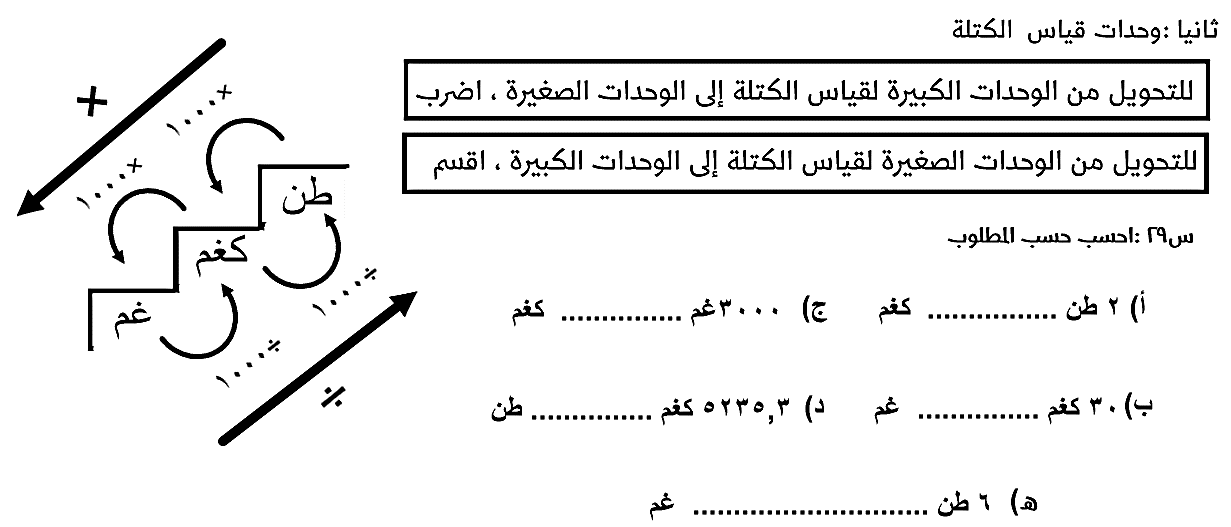 ثانيا :وحدات قياس الكتلة
للتحويل من الوحدات الكبيرة لقياس الكتلة إلى الوحدات الصغيرة ، اضرب
للتحويل من الوحدات الصغيرة لقياس الكتلة إلى الوحدات الكبيرة ، اقسم
×
×١٠٠٠
×١٠٠٠
طن
كغم
غم
÷١٠٠٠
÷١٠٠٠
÷
س٢٩ :احسب حسب المطلوب
أ) ٢ طن ................ كغم
ج) ٣٠٠٠غم ............... كغم
ب)٣٠ كغم ............... غم
د) ٥٢٣٥,٣ كغم ............... طن
ه) ٦ طن ............................. غم